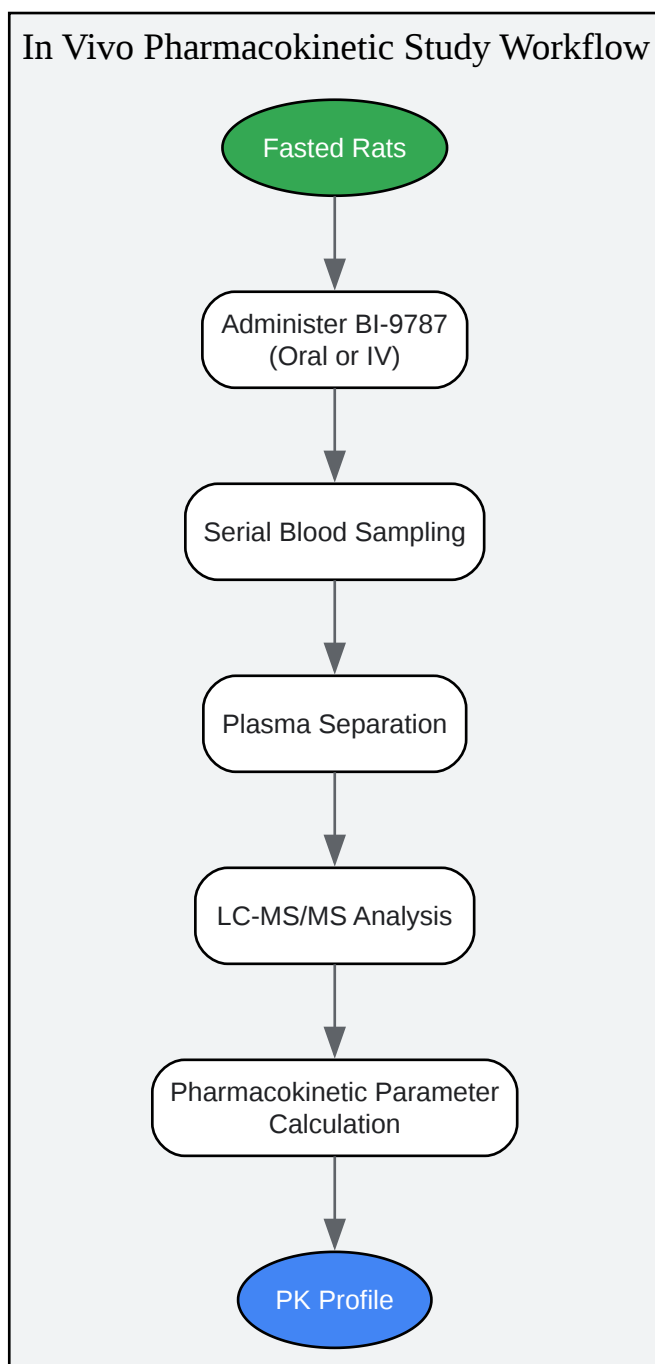 In Vivo Pharmacokinetic Study Workflow
Fasted Rats
Administer BI-9787
(Oral or IV)
Serial Blood Sampling
Plasma Separation
LC-MS/MS Analysis
Pharmacokinetic Parameter
Calculation
PK Profile